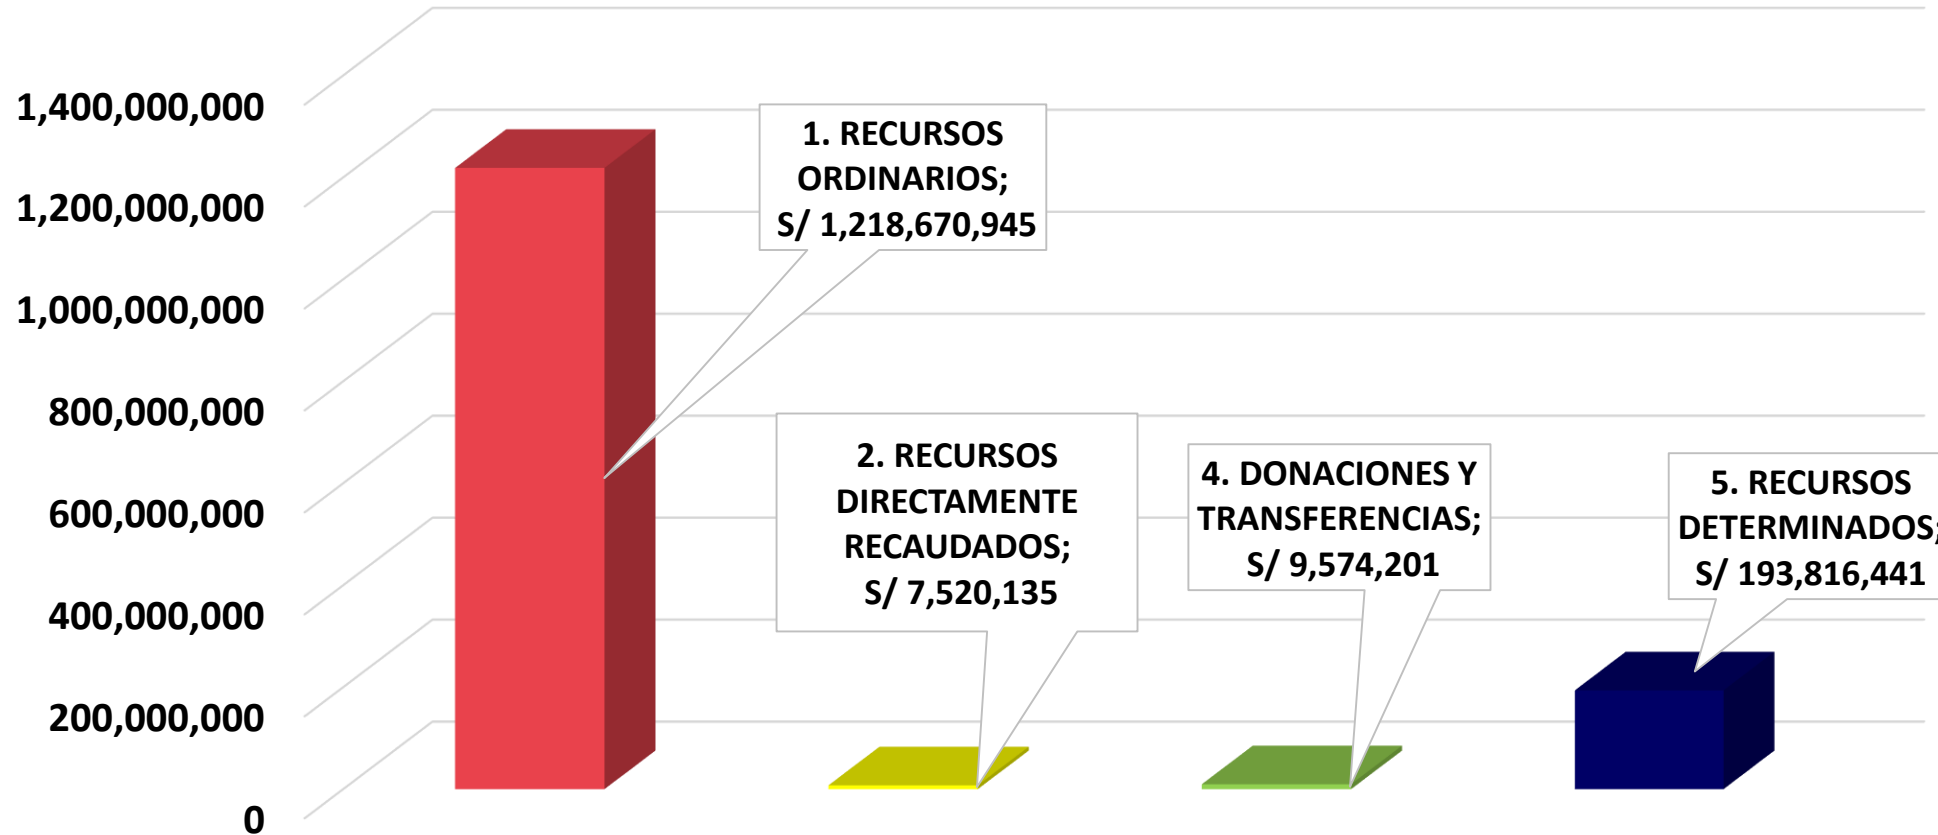 1,400,000,000
1,200,000,000
1,000,000,000
800,000,000
600,000,000
400,000,000
200,000,000
0
1. RECURSOS
ORDINARIOS;
S/ 1,218,670,945
2. RECURSOS
DIRECTAMENTE
RECAUDADOS;
S/ 7,520,135
4. DONACIONES Y
TRANSFERENCIAS;
S/ 9,574,201
5. RECURSOS
DETERMINADOS;
S/ 193,816,441